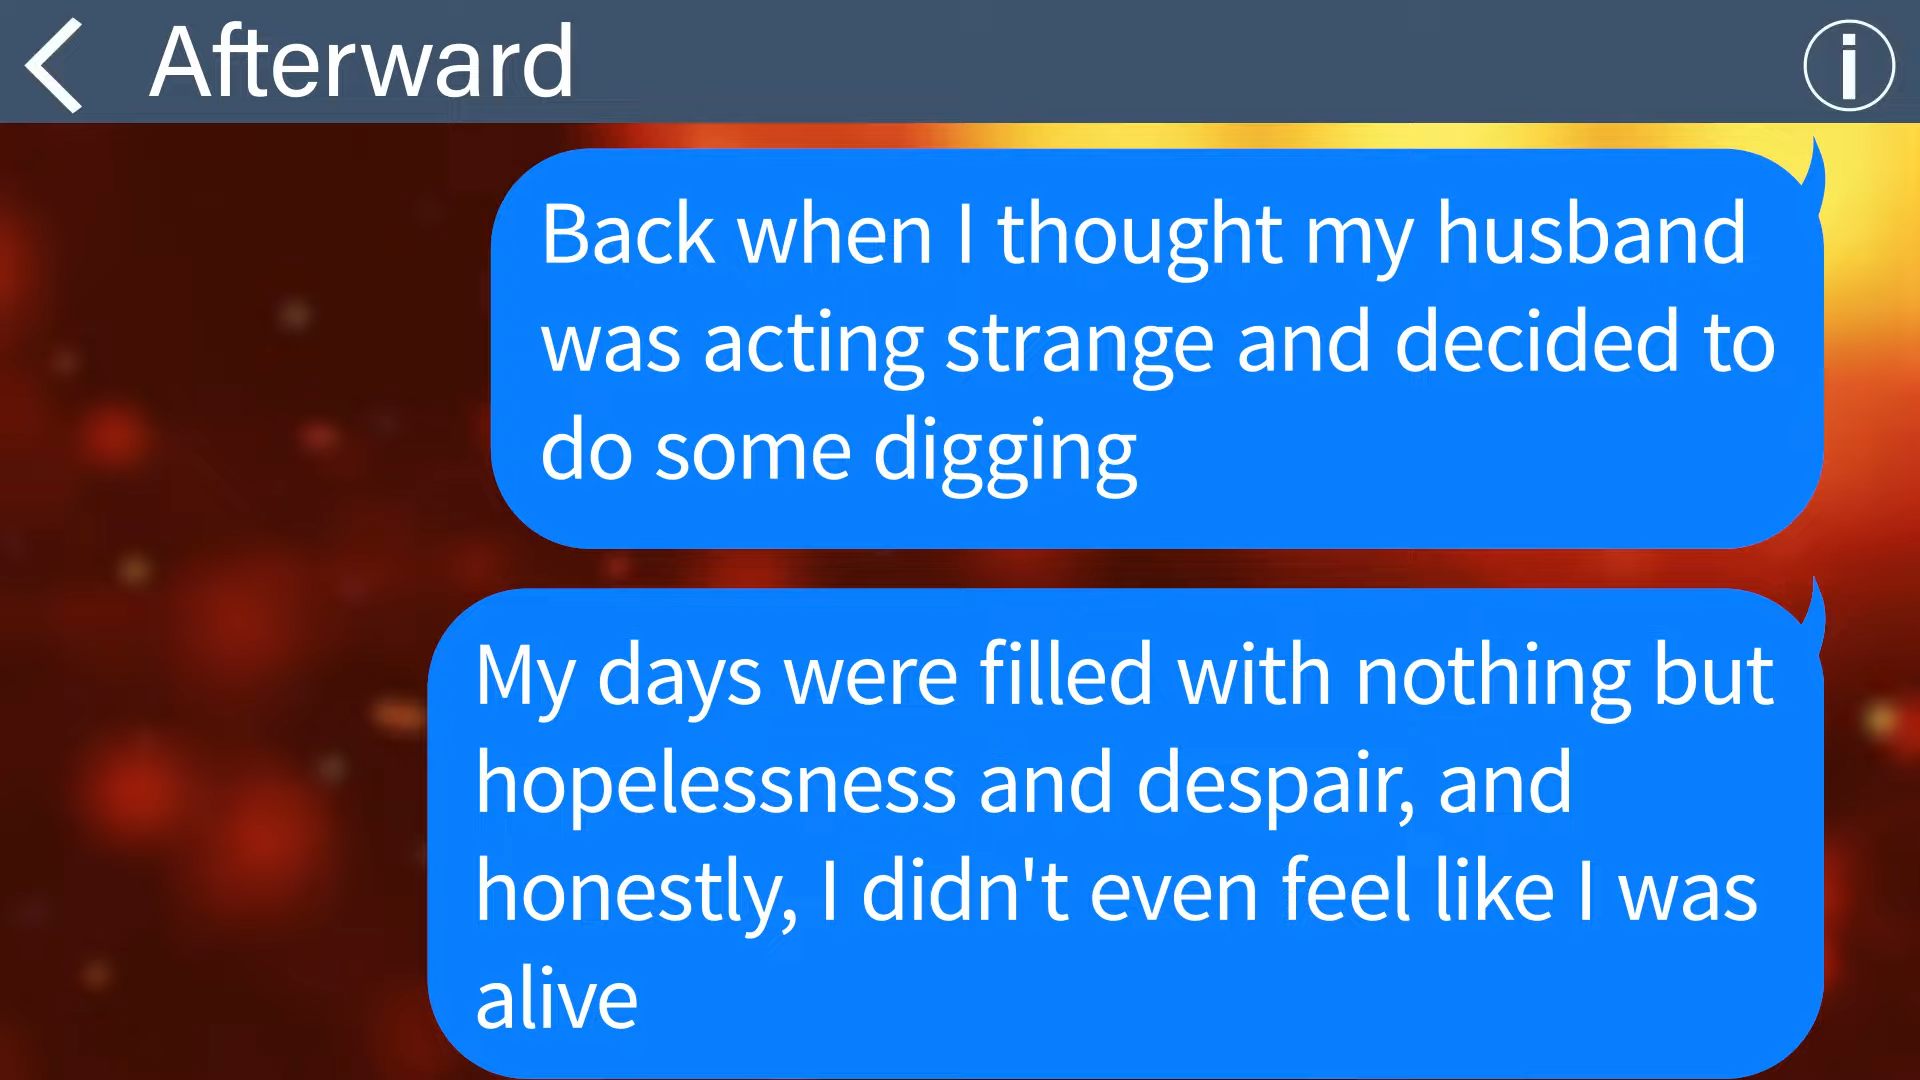 Afterward
Back when I thought my husband
was acting strange and decided to
do some digging
My days were filled with nothing but
hopelessness and despair, and
honestly, I didn't even feel like I was
alive